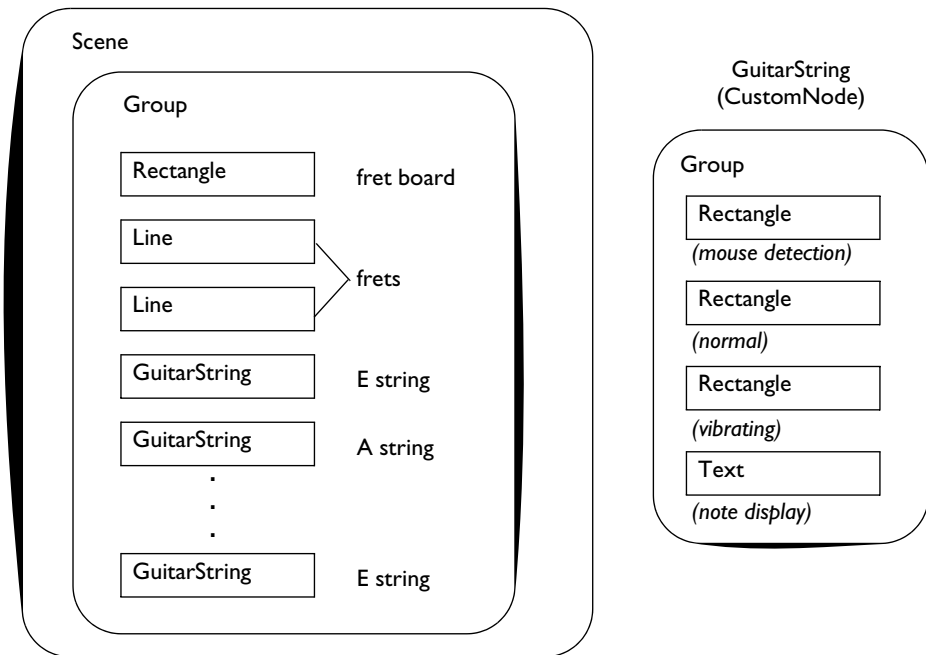 Scene
Group
Rectangle
fret board
Line
frets
Line
GuitarString
E string
GuitarString
A string
.
.
.
GuitarString
E string
GuitarString
(CustomNode)
Group
Rectangle
(mouse detection)
Rectangle
(normal)
Rectangle
(vibrating)
Text
(note display)